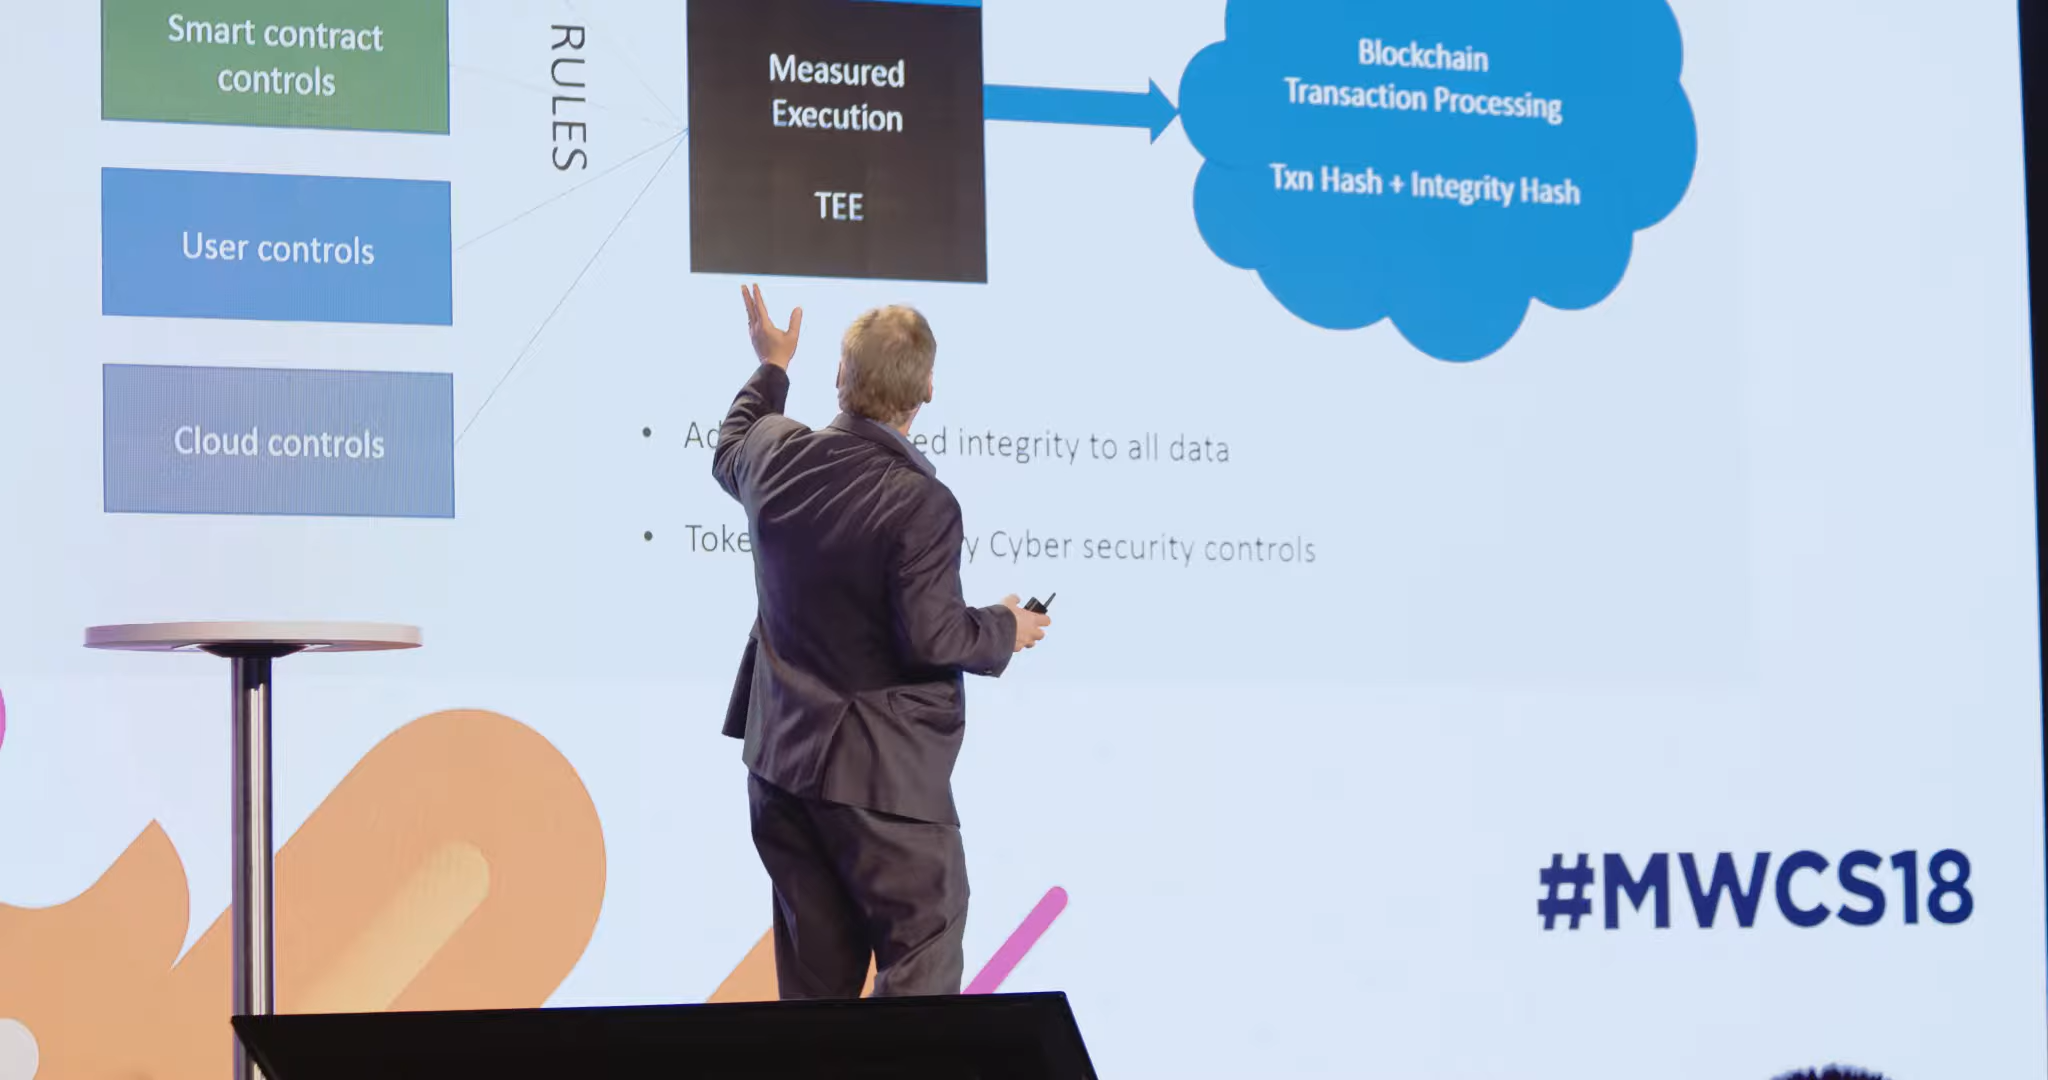 Smart contract
controls
User controls
Cloud controls
RULES
Measured
Execution
TEE
Blockchain
Transaction Processing
Txn Hash + Integrity Hash
integrity to all data
Cyber security controls
#MWCS18